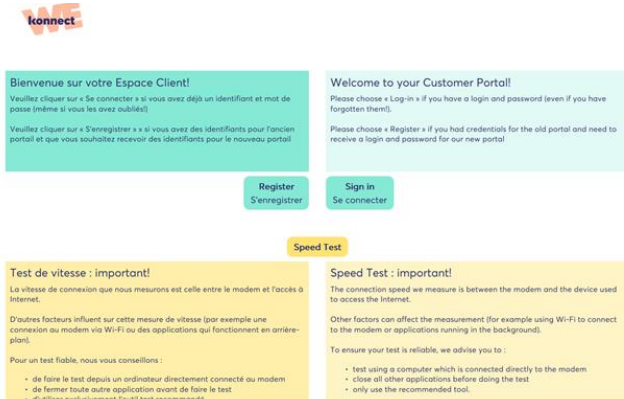 WE
konnect
Bienvenue sur votre Espace Client!
Veuillez cliquer sur « Se connecter » si vous avez déjà un identifiant et mot de
passe (même si vous les avez oubliés!)
Veuillez cliquer sur « S'enregistrer » » si vous avez des identifiants pour l'ancien
portail et que vous souhaitez recevoir des identifiants pour le nouveau portail
Welcome to your Customer Portal!
Please choose « Log-in » if you have a login and password (even if you have
forgotten them!).
Please choose « Register » if you had credentials for the old portal and need to
receive a login and password for our new portal
Register
S'enregistrer
Sign in
Se connecter
Speed Test
Test de vitesse : important!
La vitesse de connexion que nous mesurons est celle entre le modem et l'accès à
Internet.
D'autres facteurs influent sur cette mesure de vitesse (par exemple une
connexion au modem via Wi-Fi ou des applications qui fonctionnent en arrière-
plan).
Pour un test fiable, nous vous conseillons :
• de faire le test depuis un ordinateur directement connecté au modem
• de fermer toute autre application avant de faire le test
• d'utiliser exclusivement l'outil test recommandé
Speed Test : important!
The connection speed we measure is between the modem and the device used
to access the Internet.
Other factors can affect the measurement (for example using Wi-Fi to connect
to the modem or applications running in the background).
To ensure your test is reliable, we advise you to :
• test using a computer which is connected directly to the modem
• close all other applications before doing the test
• only use the recommended tool.